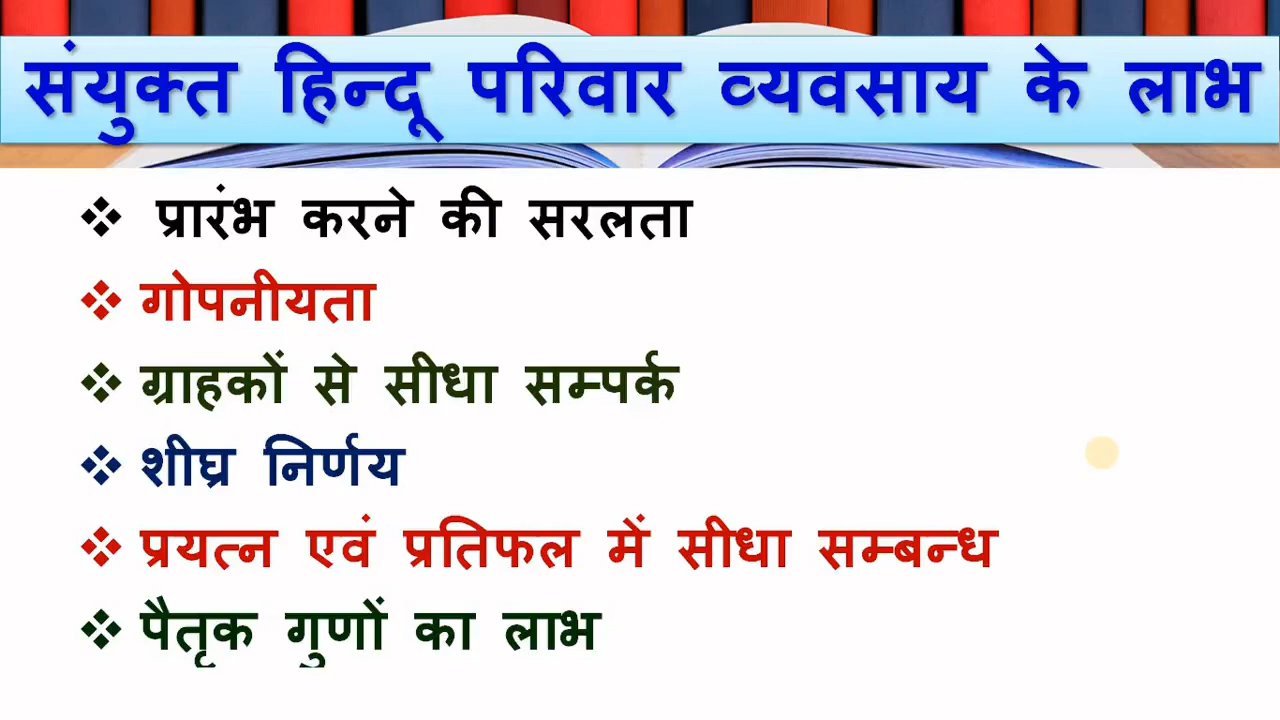 संयुक्त हिन्दू परिवार व्यवसाय के लाभ
❖ प्रारंभ करने की सरलता
❖ गोपनीयता
❖ ग्राहकों से सीधा सम्पर्क
❖ शीघ्र निर्णय
❖ प्रयत्न एवं प्रतिफल में सीधा सम्बन्ध
❖ पैतृक गुणों का लाभ